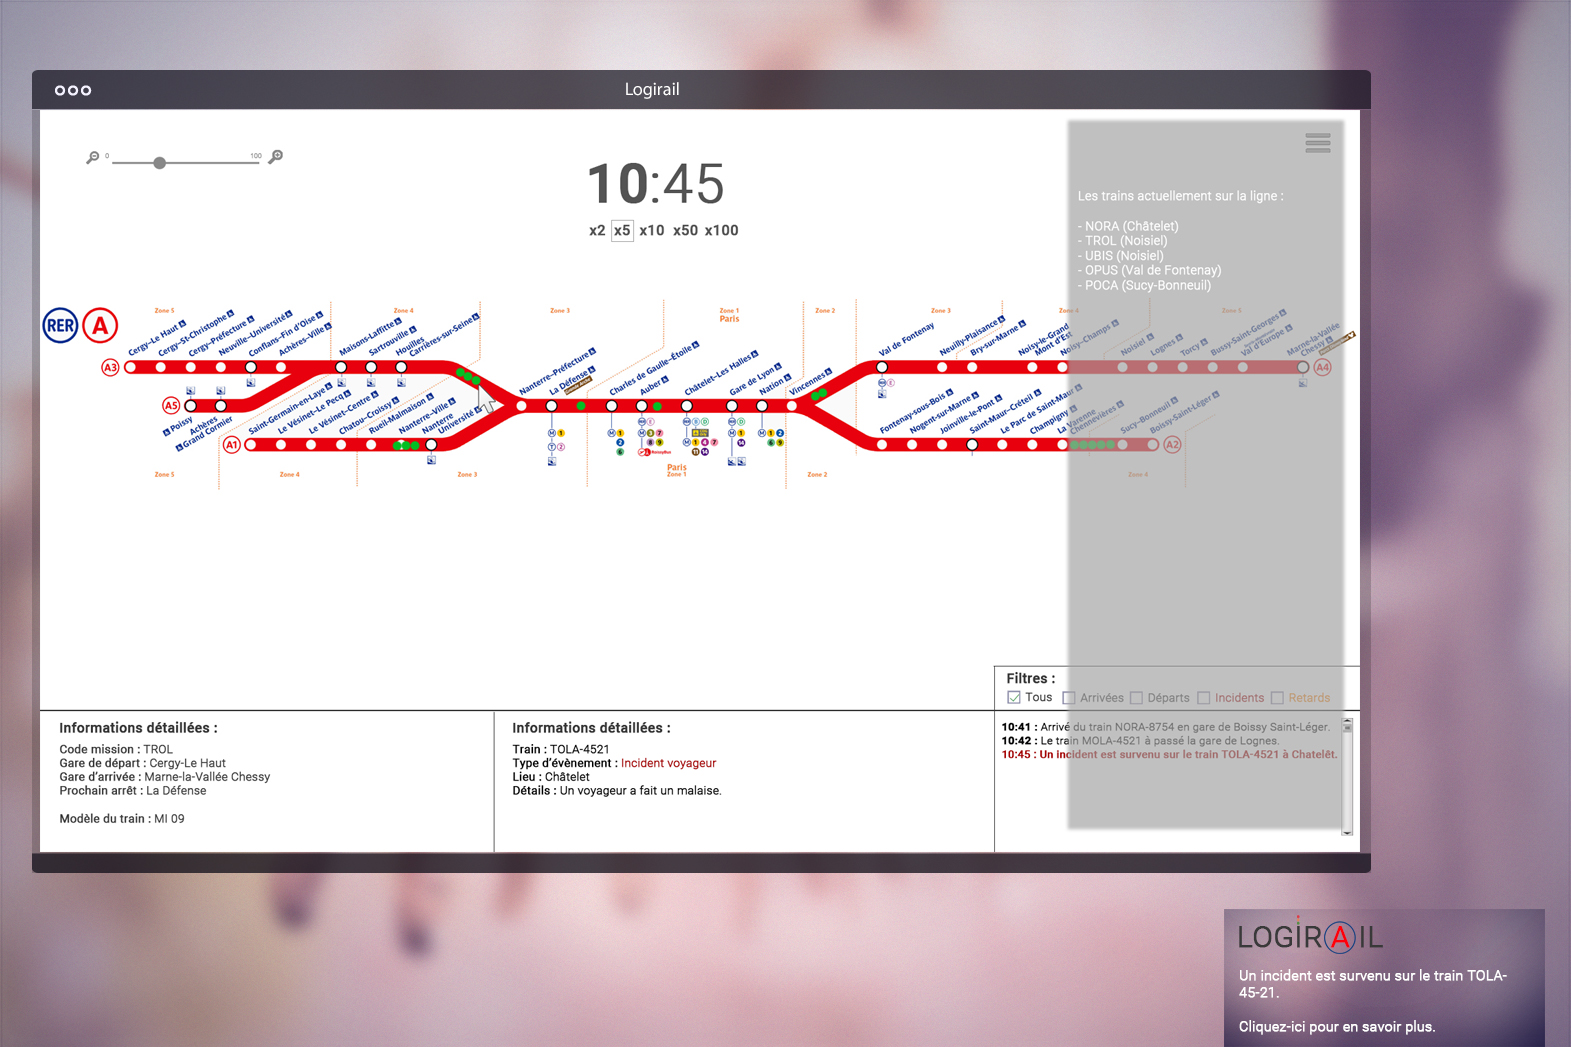 Logirail
0
100
10:45
x2 x5 x10 x50 x100
Les trains actuellement sur la ligne :
- NORA (Châtelet)
- TROL (Noisiel)
- UBIS (Noisiel)
- OPUS (Val de Fontenay)
- POCA (Sucy-Bonneuil)
RER A
Zone 5
Zone 4
Zone 3
Zone 1
Paris
Zone 2
Zone 3
Zone 4
Zone 5
A3
Cergy-Le Haut
Cergy-St-Christophe
Cergy-Préfecture
Neuville-Université
Conflans-Fin d'Oise
Achères-Ville
Maisons-Laffitte
Sartrouville
Houilles
Carrières-sur-Seine
Nanterre-Préfecture
La Défense
Charles de Gaulle-Étoile
Auber
Châtelet-Les Halles
Gare de Lyon
Nation
Vincennes
Val de Fontenay
Neuilly-Plaisance
Bry-sur-Marne
Noisy-le-Grand
Mont d'Est
Noisy-Champs
Noisiel
Lognes
Torcy
Bussy-Saint-Georges
Val d'Europe
Marne-la-Vallée
Chessy
A4
A5
Poissy
Achères
Grand Cormier
A1
Saint-Germain-en-Laye
Le Vésinet-Le Pecq
Le Vésinet-Centre
Chatou-Croissy
Rueil-Malmaison
Nanterre-Ville
Nanterre
Université
Fontenay-sous-Bois
Nogent-sur-Marne
Joinville-le-Pont
Saint-Maur-Créteil
Le Parc de Saint-Maur
Champigny
La Varenne
Chennevières
Sucy-Bonneuil
Boissy-Saint-Léger
A2
Zone 5
Zone 4
Zone 3
Paris
Zone 1
Zone 2
Zone 4
Filtres :
Tous Arrivées Départs Incidents Retards
Informations détaillées :
Code mission : TROL
Gare de départ : Cergy-Le Haut
Gare d'arrivée : Marne-la-Vallée Chessy
Prochain arrêt : La Défense
Modèle du train : MI 09
Informations détaillées :
Train : TOLA-4521
Type d'évènement : Incident voyageur
Lieu : Châtelet
Détails : Un voyageur a fait un malaise.
10:41 : Arrivé du train NORA-8754 en gare de Boissy Saint-Léger.
10:42 : Le train MOLA-4521 à passé la gare de Lognes.
10:45 : Un incident est survenu sur le train TOLA-4521 à Chatelêt.
LOGIRAIL
Un incident est survenu sur le train TOLA-
45-21.
Cliquez-ici pour en savoir plus.